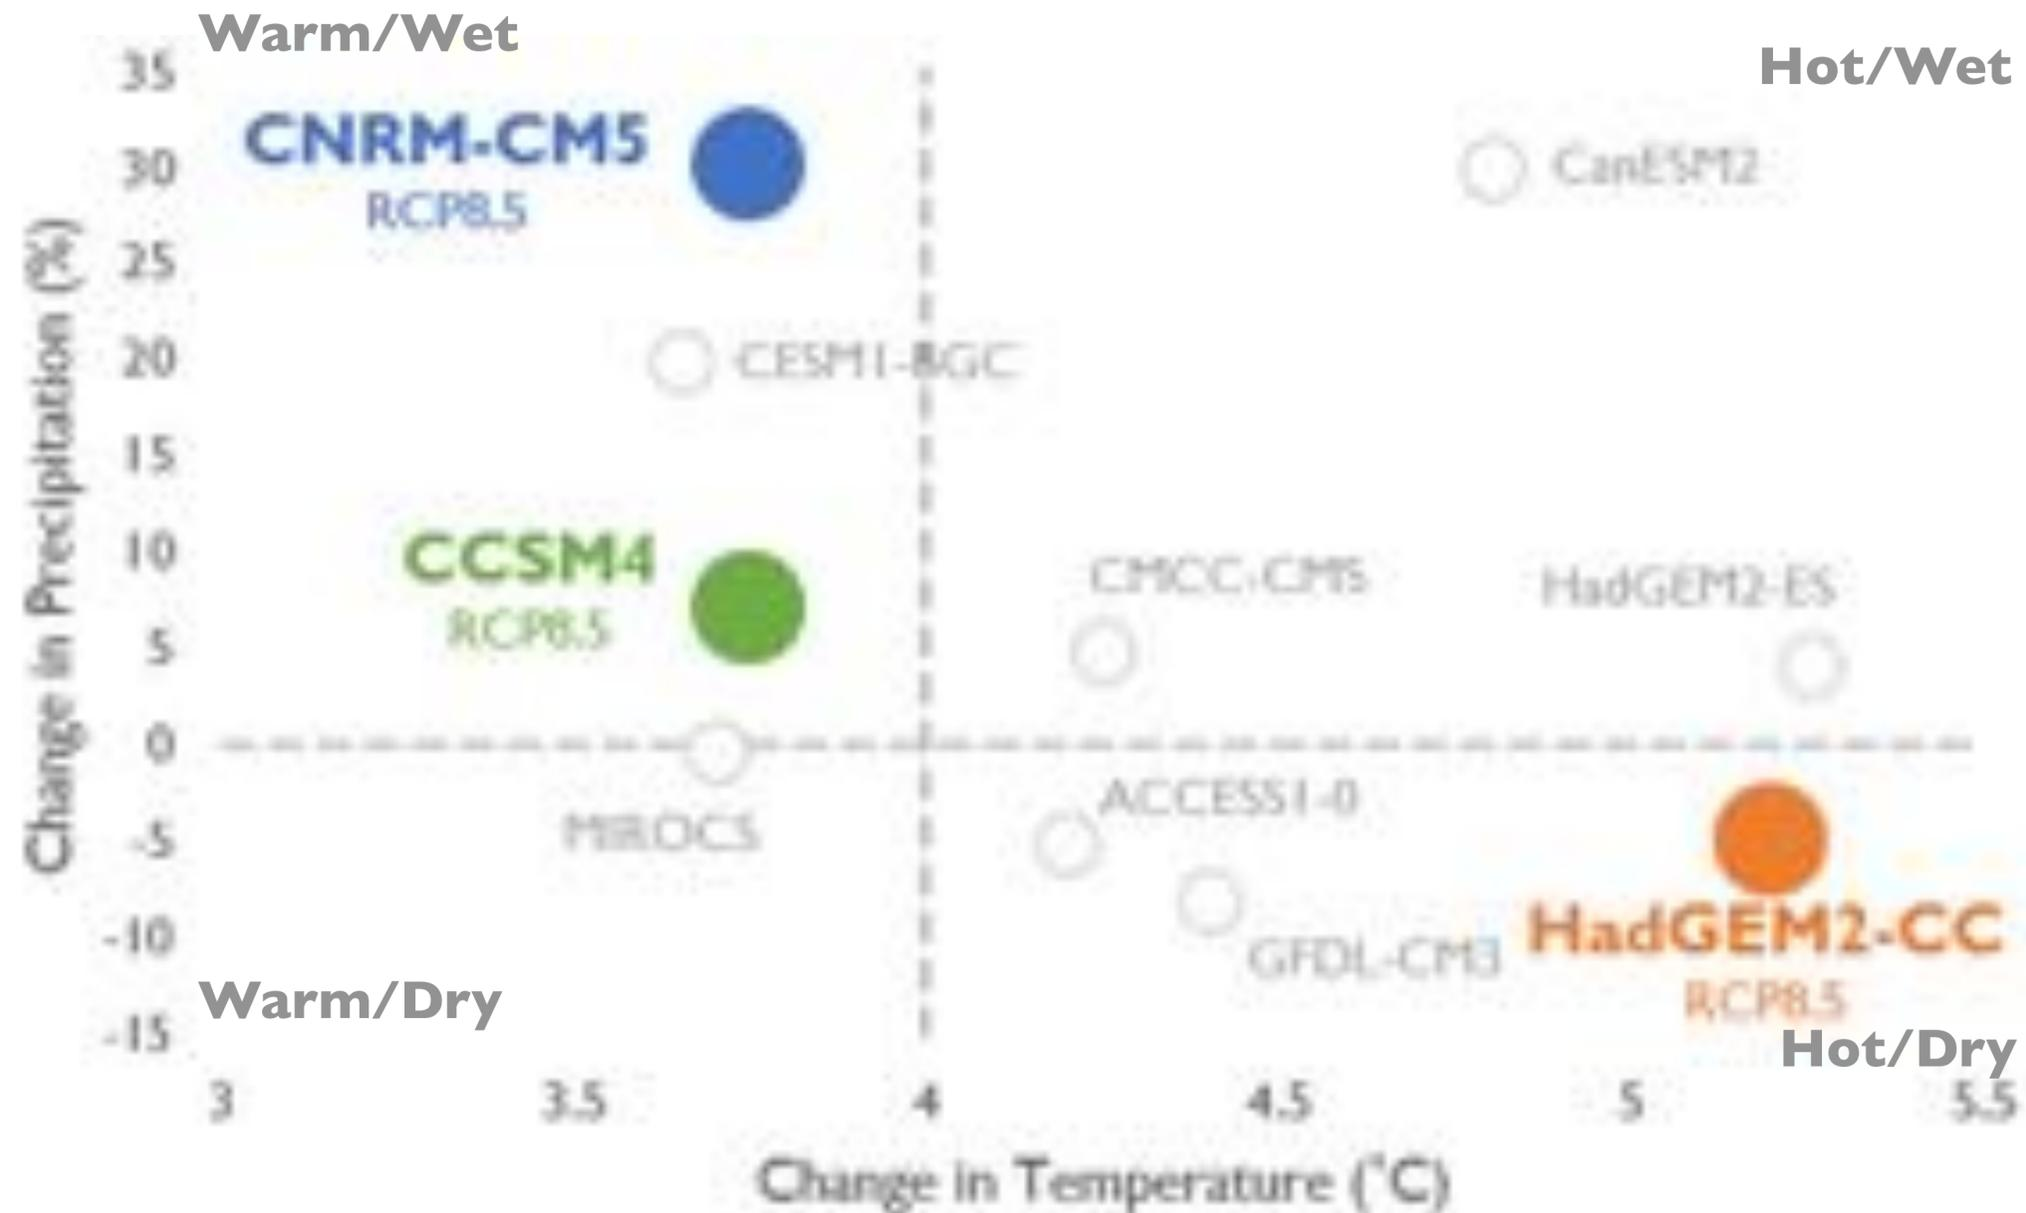 Warm/Wet
Hot/Wet
35
CNRM-CM5
RCP8.5
30
CanESM2
25
20
CESM1-BGC
15
10
CCSM4
RCP8.5
CMCC-CMS
HadGEM2-ES
5
0
MIROC5
ACCESS1-0
-5
-10
GFDL-CM3
HadGEM2-CC
RCP8.5
Warm/Dry
-15
Hot/Dry
3
3.5
4
4.5
5
5.5
Change in Temperature (°C)
Change in Precipitation (%)